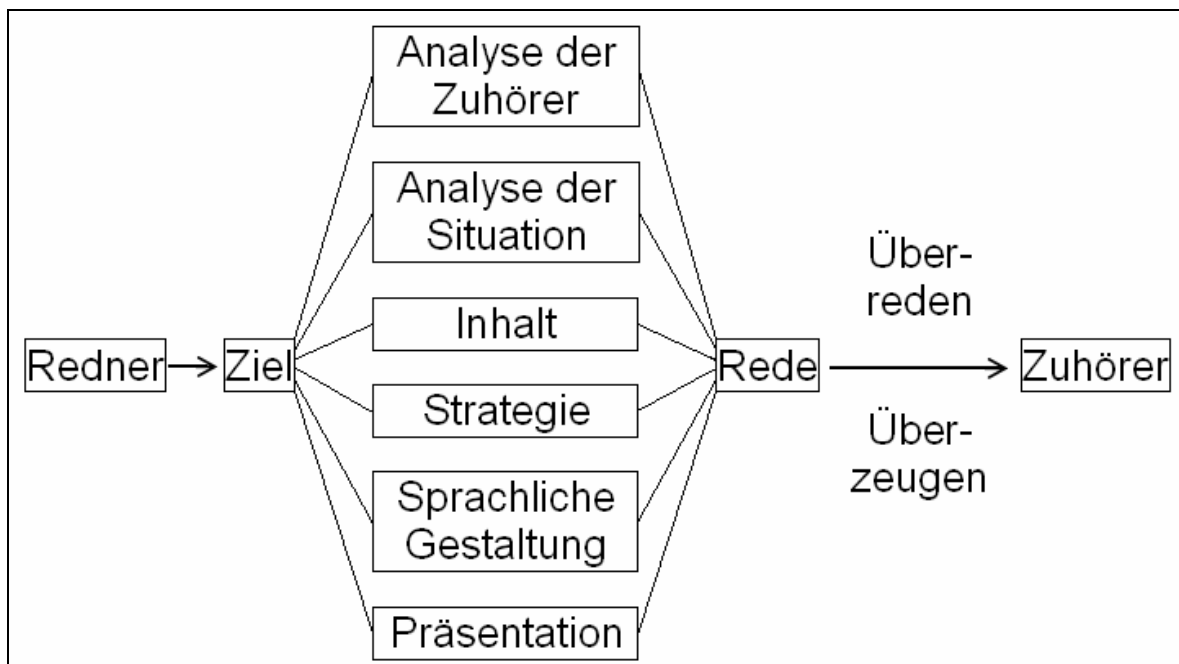 Analyse der
Zuhörer
Analyse der
Situation
Inhalt
Strategie
Sprachliche
Gestaltung
Präsentation
Redner
Ziel
Rede
Über-
reden
Über-
zeugen
Zuhörer